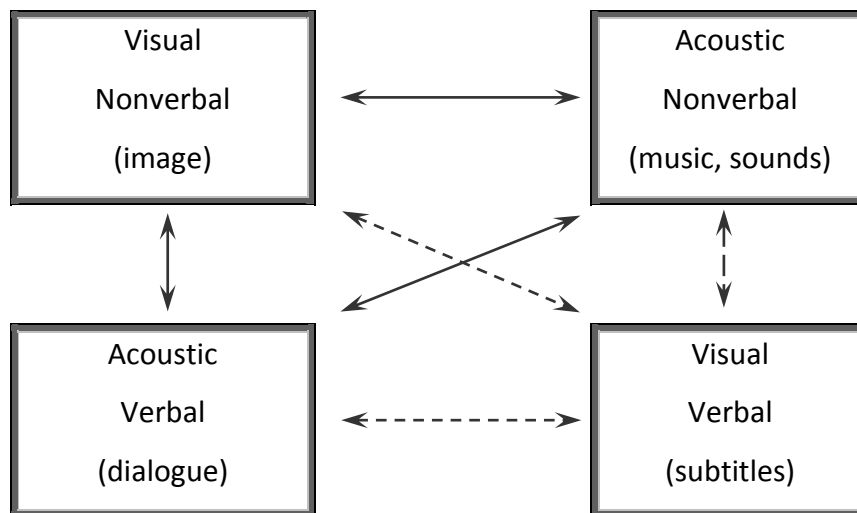 Visual
Nonverbal
(image)
Acoustic
Nonverbal
(music, sounds)
Acoustic
Verbal
(dialogue)
Visual
Verbal
(subtitles)